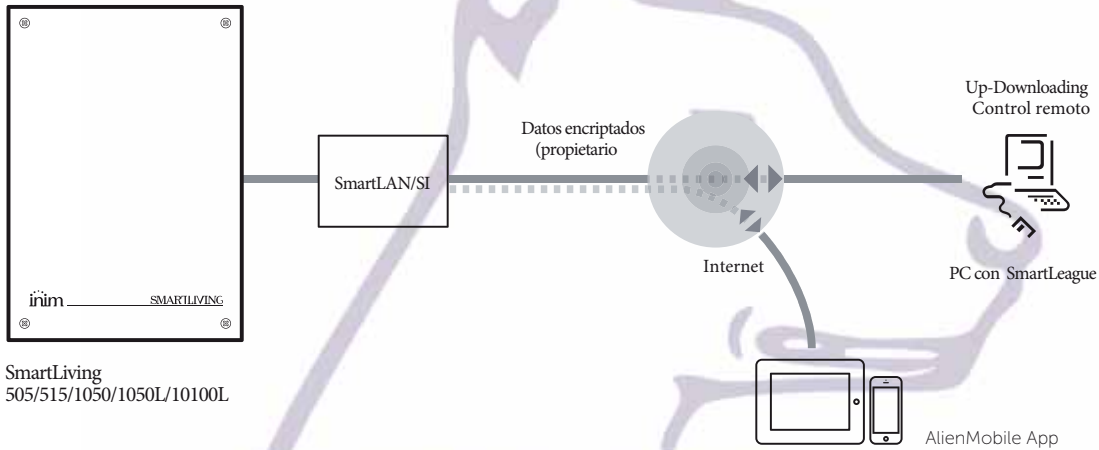 Up-Downloading
Control remoto
Datos encriptados
(propietario
SmartLAN/SI
Internet
PC con SmartLeague
inim
SMARTLIVING
SmartLiving
505/515/1050/1050L/10100L
AlienMobile App